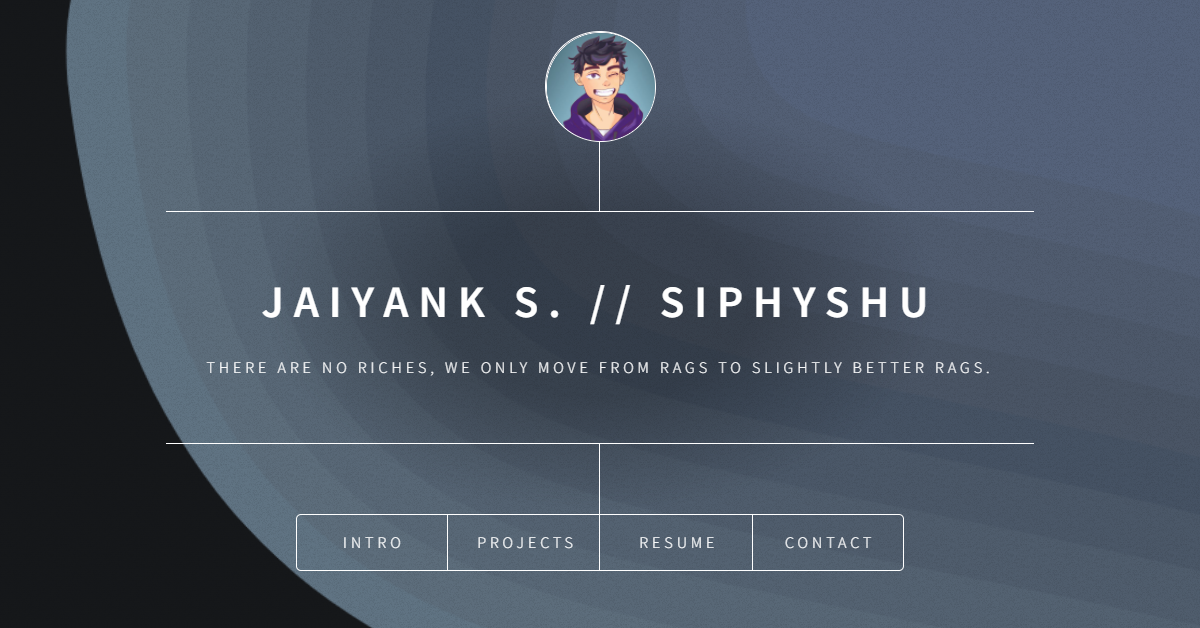 JAIYANK S. // SIPHYSHU
THERE ARE NO RICHES, WE ONLY MOVE FROM RAGS TO SLIGHTLY BETTER RAGS.
INTRO
PROJECTS
RESUME
CONTACT